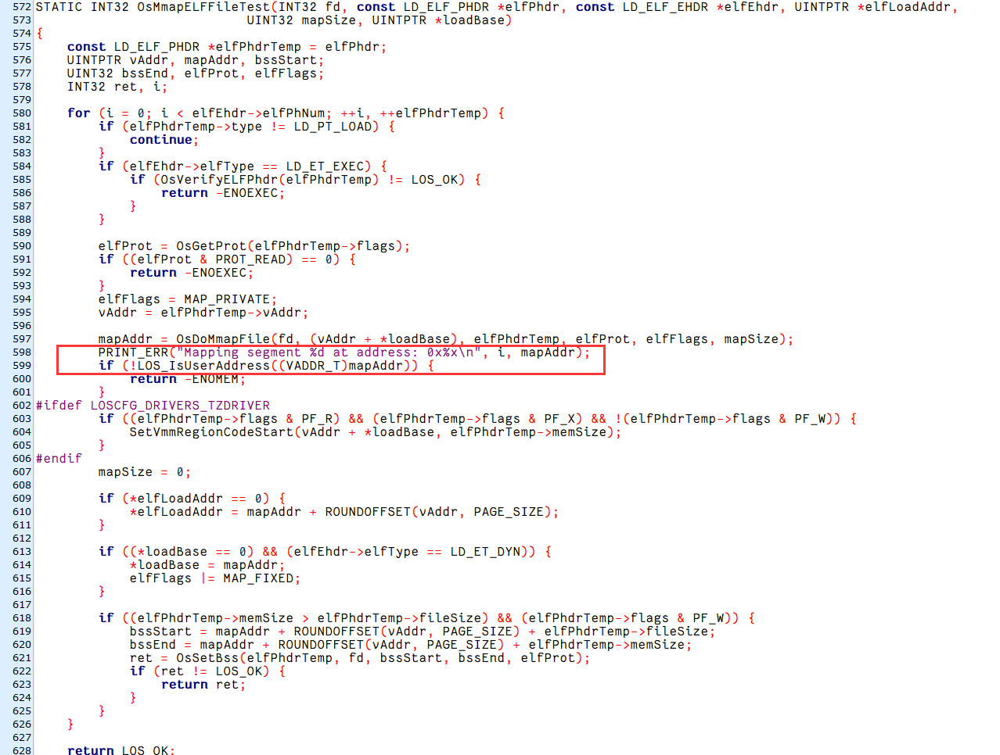 572 STATIC INT32 OsMmapELFFileTest(INT32 fd, const LD_ELF_PHDR *elfPhdr, const LD_ELF_EHDR *elfEhdr, UINTPTR *elfLoadAddr,
573                            UINT32 mapSize, UINTPTR *loadBase)
574 {
575     const LD_ELF_PHDR *elfPhdrTemp = elfPhdr;
576     UINTPTR vAddr, mapAddr, bssStart;
577     UINT32 bssEnd, elfProt, elfFlags;
578     INT32 ret, i;
579
580     for (i = 0; i < elfEhdr->elfPhNum; ++i, ++elfPhdrTemp) {
581         if (elfPhdrTemp->type != LD_PT_LOAD) {
582             continue;
583         }
584         if (elfEhdr->elfType == LD_ET_EXEC) {
585             if (OsVerifyELFPhdr(elfPhdrTemp) != LOS_OK) {
586                 return -ENOEXEC;
587             }
588         }
589
590         elfProt = OsGetProt(elfPhdrTemp->flags);
591         if ((elfProt & PROT_READ) == 0) {
592             return -ENOEXEC;
593         }
594         elfFlags = MAP_PRIVATE;
595         vAddr = elfPhdrTemp->vAddr;
596
597         mapAddr = OsDoMmapFile(fd, (vAddr + *loadBase), elfPhdrTemp, elfProt, elfFlags, mapSize);
598         PRINT_ERR("Mapping segment %d at address: 0x%x\n", i, mapAddr);
599         if (!LOS_IsUserAddress((VADDR_T)mapAddr)) {
600             return -ENOMEM;
601         }
602 #ifdef LOSCFG_DRIVERS_TZDRIVER
603         if ((elfPhdrTemp->flags & PF_R) && (elfPhdrTemp->flags & PF_X) && !(elfPhdrTemp->flags & PF_W)) {
604             SetVmmRegionCodeStart(vAddr + *loadBase, elfPhdrTemp->memSize);
605         }
606 #endif
607         mapSize = 0;
608
609         if (*elfLoadAddr == 0) {
610             *elfLoadAddr = mapAddr + ROUNDOFFSET(vAddr, PAGE_SIZE);
611         }
612
613         if ((*loadBase == 0) && (elfEhdr->elfType == LD_ET_DYN)) {
614             *loadBase = mapAddr;
615             elfFlags |= MAP_FIXED;
616         }
617
618         if ((elfPhdrTemp->memSize > elfPhdrTemp->fileSize) && (elfPhdrTemp->flags & PF_W)) {
619             bssStart = mapAddr + ROUNDOFFSET(vAddr, PAGE_SIZE) + elfPhdrTemp->fileSize;
620             bssEnd = mapAddr + ROUNDOFFSET(vAddr, PAGE_SIZE) + elfPhdrTemp->memSize;
621             ret = OsSetBss(elfPhdrTemp, fd, bssStart, bssEnd, elfProt);
622             if (ret != LOS_OK) {
623                 return ret;
624             }
625         }
626     }
627
628     return LOS_OK;